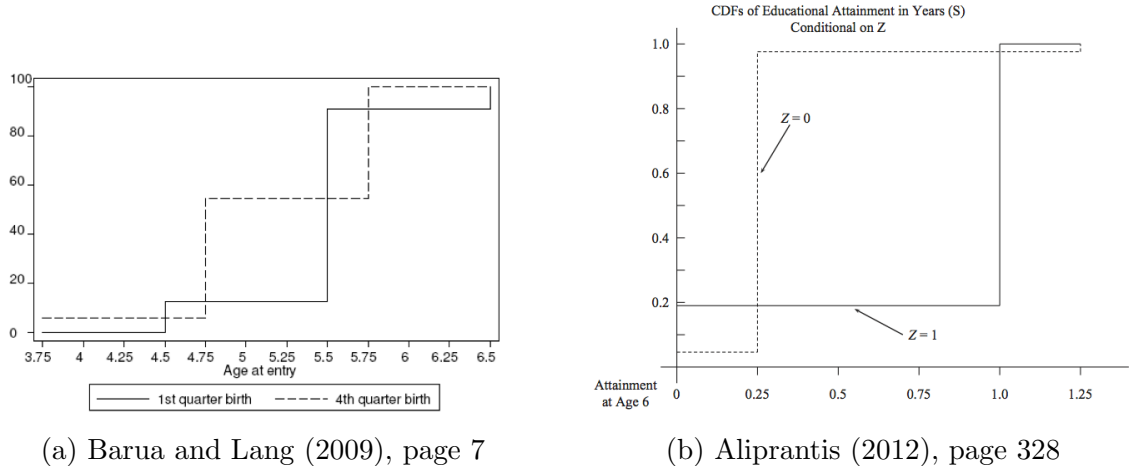 100
80
60
40
20
0
3.75 4 4.25 4.5 4.75 5 5.25 5.5 5.75 6 6.25 6.5
Age at entry
1st quarter birth 4th quarter birth
(a) Barua and Lang (2009), page 7
CDFs of Educational Attainment in Years (S)
Conditional on Z
1.0
0.8
Z = 0
0.6
0.4
0.2
Z = 1
Attainment
at Age 6
0 0.25 0.5 0.75 1.0 1.25
(b) Aliprantis (2012), page 328